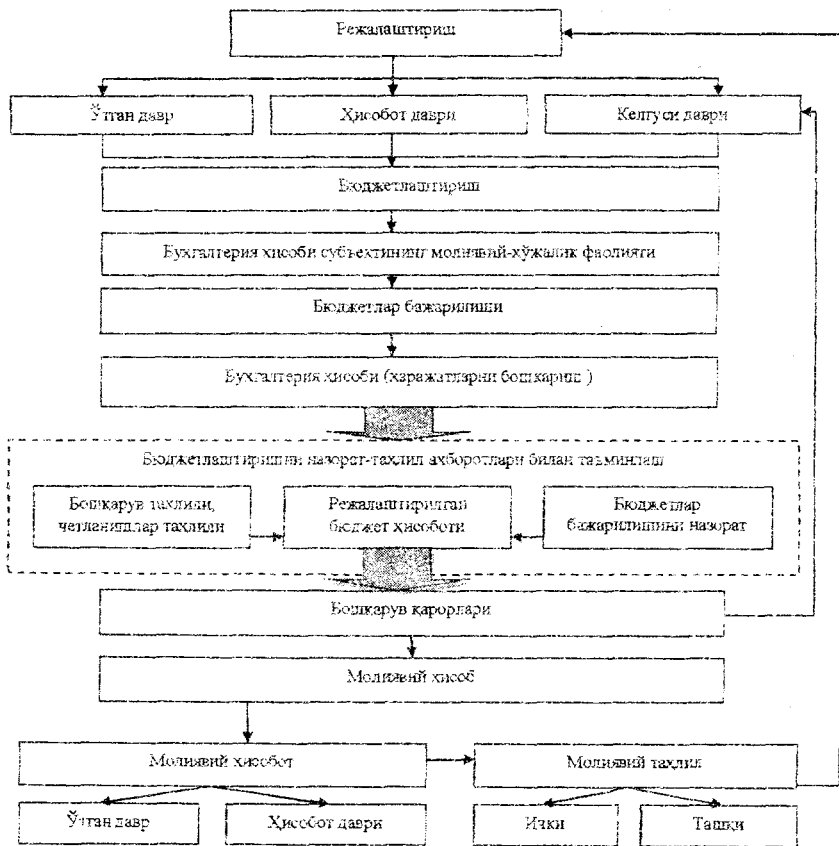 Режалаштириш
Ўтган давр
Ҳисобот даври
Келгуси даври
Бюджетлаштириш
Бухгалтерия ҳисоби субъектининг молиявий-хўжалик фаолияти
Бюджетлар бажарилиши
Бухгалтерия ҳисоби (харажатларни бошқариш )
Бюджетлаштиришни назорат-таҳлил ахборотлари билан таъминлаш
Бошқарув таҳлили,
четланишлар таҳлили
Режалаштирилган
бюджет ҳисоботи
Бюджетлар
бажарилишини назорат
Бошқарув қарорлари
Молиявий ҳисоб
Молиявий ҳисобот
Молиявий таҳлил
Ўтган давр
Ҳисобот даври
Ички
Ташқи